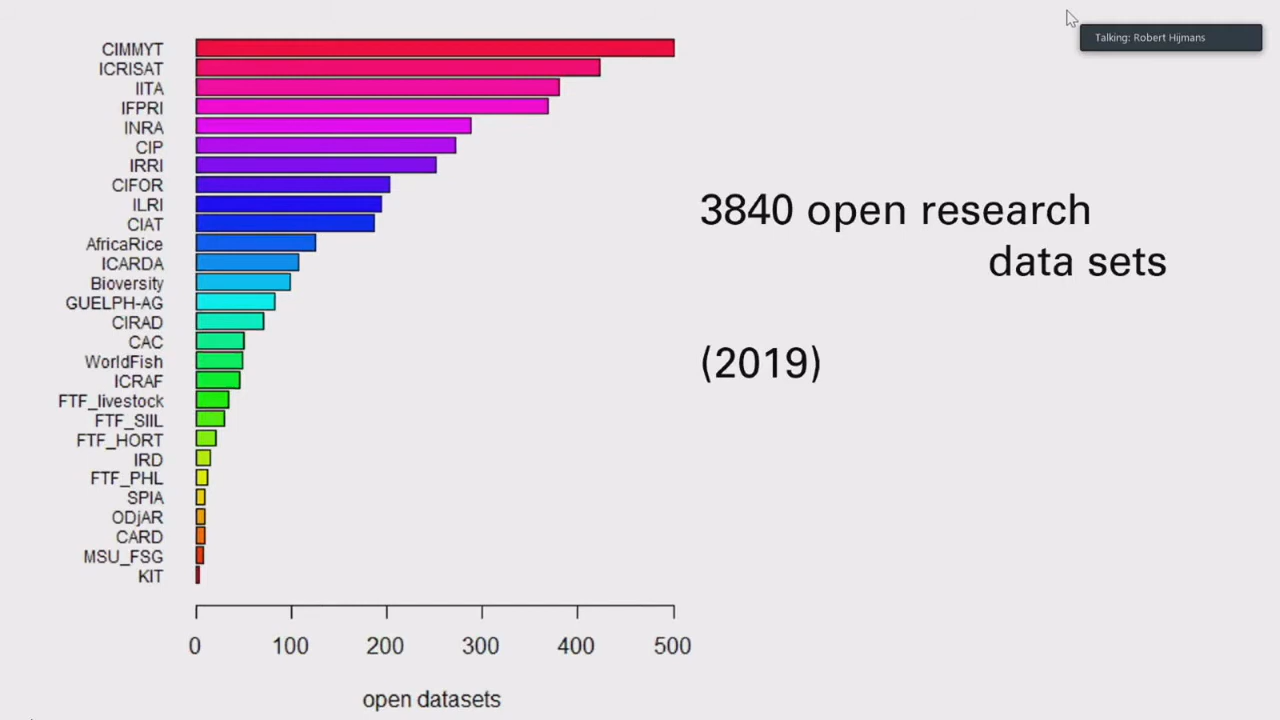 Talking: Robert Hijmans
CIMMYT
ICRISAT
IITA
IFPRI
INRA
CIP
IRRI
CIFOR
ILRI
CIAT
AfricaRice
ICARDA
Bioversity
GUELPH-AG
CIRAD
CAC
WorldFish
ICRAF
FTF_livestock
FTF_SIIL
FTF_HORT
IRD
FTF_PHL
SPIA
ODjAR
CARD
MSU_FSG
KIT
0 100 200 300 400 500
open datasets
3840 open research
data sets
(2019)